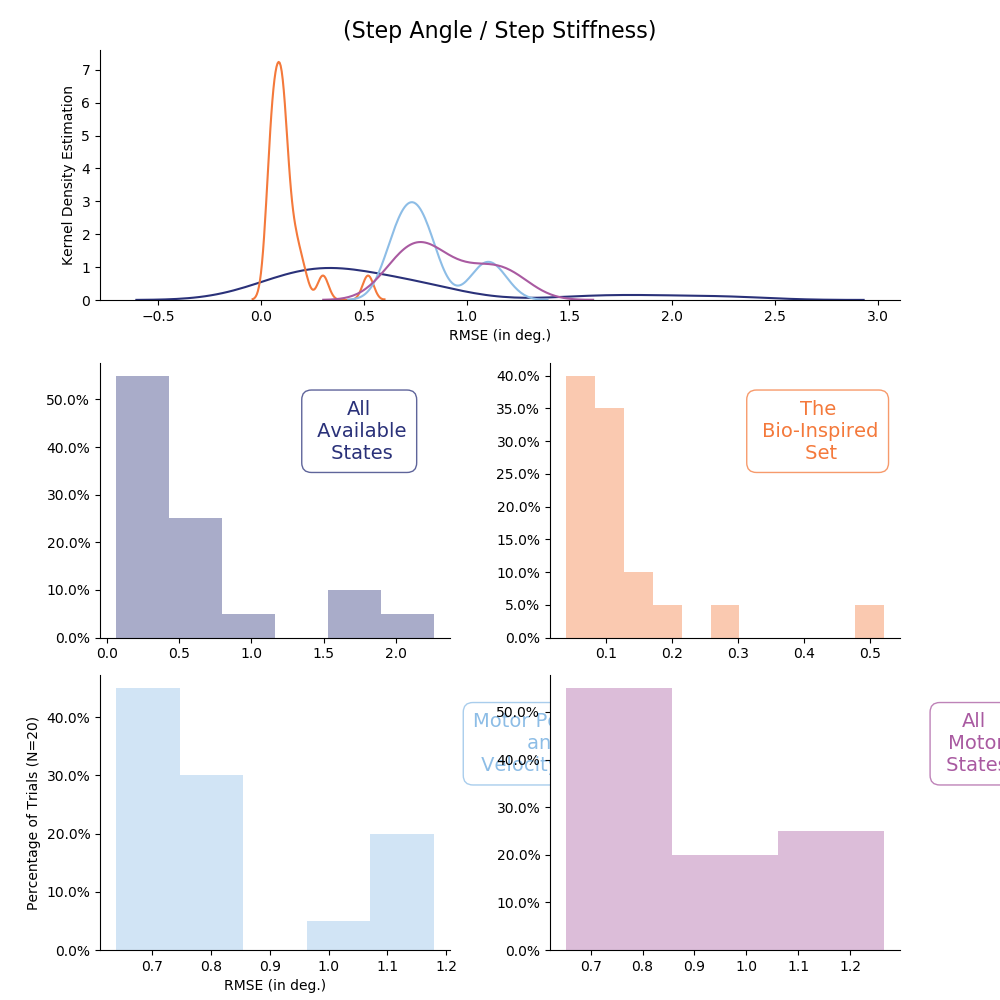 (Step Angle / Step Stiffness)
Kernel Density Estimation
7
6
5
4
3
2
1
0
−0.5 0.0 0.5 1.0 1.5 2.0 2.5 3.0
RMSE (in deg.)
All
Available
States
50.0%
40.0%
30.0%
20.0%
10.0%
0.0%
0.0 0.5 1.0 1.5 2.0
The
Bio-Inspired
Set
40.0%
35.0%
30.0%
25.0%
20.0%
15.0%
10.0%
5.0%
0.0%
0.1 0.2 0.3 0.4 0.5
Percentage of Trials (N=20)
40.0%
30.0%
20.0%
10.0%
0.0%
0.7 0.8 0.9 1.0 1.1 1.2
RMSE (in deg.)
Motor
an
All
Motor
States
50.0%
40.0%
30.0%
20.0%
10.0%
0.0%
0.7 0.8 0.9 1.0 1.1 1.2